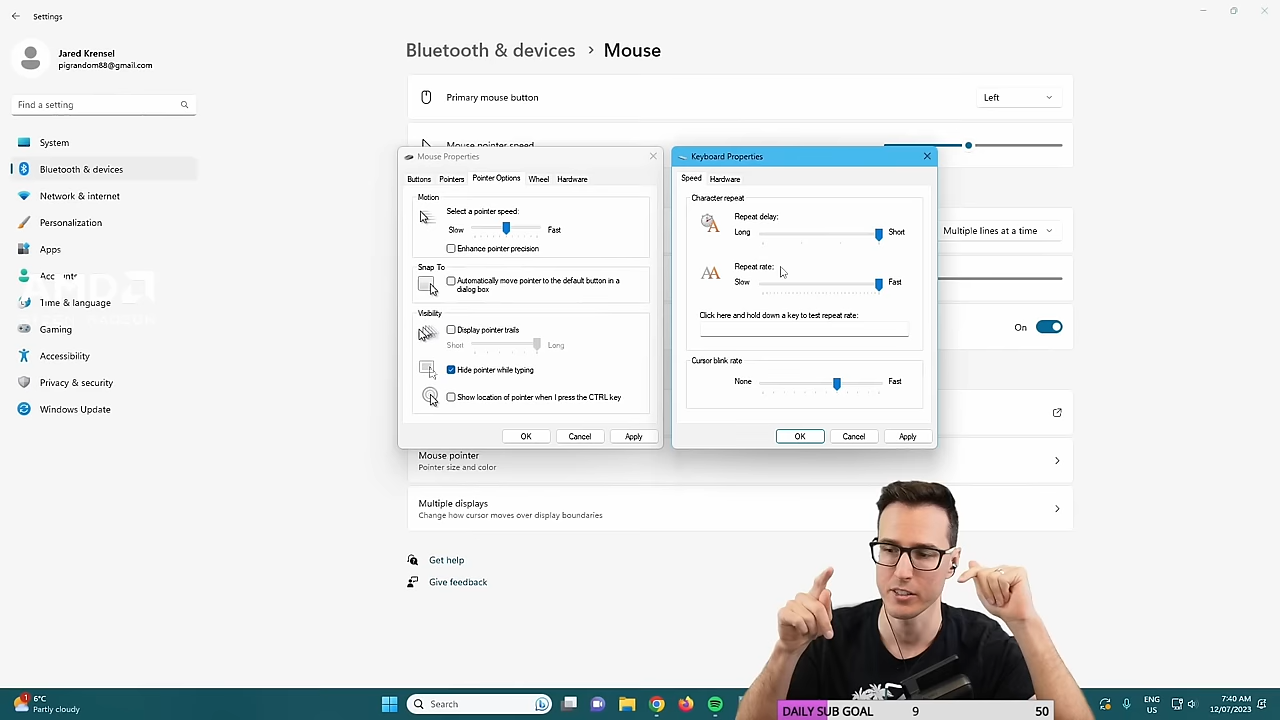 Settings
Jared Krensel
pigrandom88@gmail.com
Find a setting
System
Bluetooth & devices
Network & internet
Personalization
Apps
Accounts
Time & language
Gaming
Accessibility
Privacy & security
Windows Update
Bluetooth & devices > Mouse
Primary mouse button
Left
Mouse pointer speed
Multiple lines at a time
On
Mouse Properties
Buttons Pointers Pointer Options Wheel Hardware
Motion
Select a pointer speed:
Slow Fast
Enhance pointer precision
Snap To
Automatically move pointer to the default button in a
dialog box
Visibility
Display pointer trails
Short Long
Hide pointer while typing
Show location of pointer when I press the CTRL key
OK Cancel Apply
Keyboard Properties
Speed Hardware
Character repeat
Repeat delay:
Long Short
Repeat rate:
Slow Fast
Click here and hold down a key to test repeat rate:
Cursor blink rate
None Fast
OK Cancel Apply
Mouse pointer
Pointer size and color
Multiple displays
Change how cursor moves over display boundaries
Get help
Give feedback
1
6°C
Partly cloudy
Search
ENG
US
7:40 AM
12/07/2023
DAILY SUB GOAL 9 50